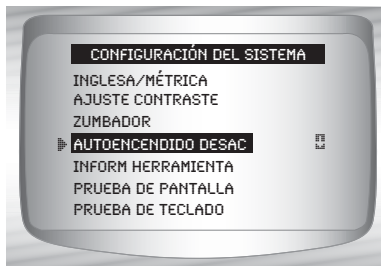 CONFIGURACIÓN DEL SISTEMA
INGLESA/MÉTRICA
AJUSTE CONTRASTE
ZUMBADOR
AUTOENCENDIDO DESAC
INFORM HERRAMIENTA
PRUEBA DE PANTALLA
PRUEBA DE TECLADO